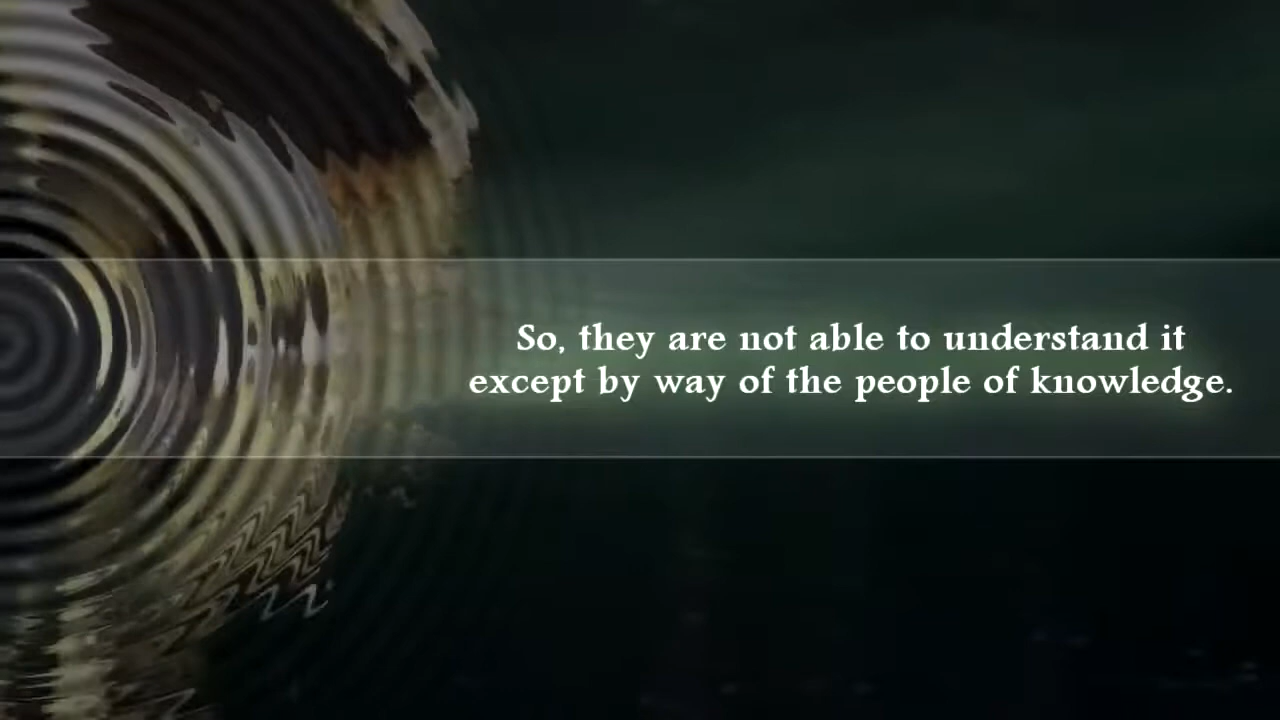 So, they are not able to understand it
except by way of the people of knowledge.